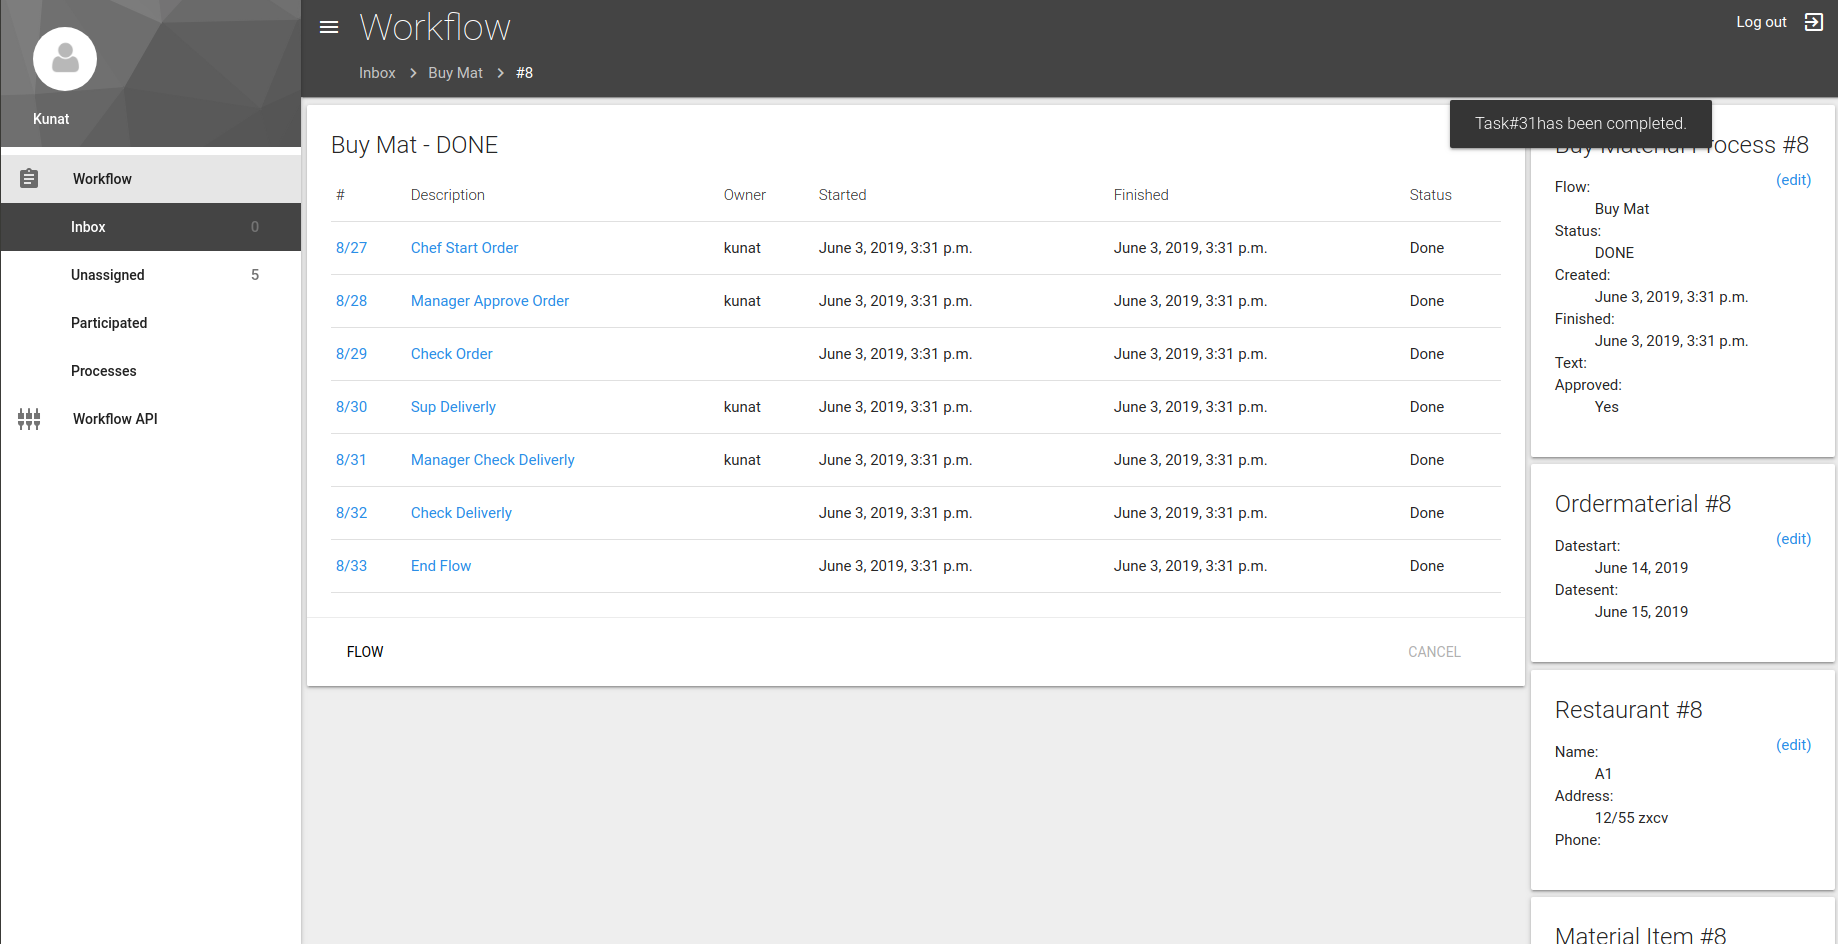 Kunat
Workflow
Inbox 0
Unassigned 5
Participated
Processes
Workflow API
Workflow
Log out
Inbox Buy Mat #8
Task#31has been completed.
Buy Mat - DONE
# Description Owner Started Finished Status
8/27 Chef Start Order kunat June 3, 2019, 3:31 p.m. June 3, 2019, 3:31 p.m. Done
8/28 Manager Approve Order kunat June 3, 2019, 3:31 p.m. June 3, 2019, 3:31 p.m. Done
8/29 Check Order June 3, 2019, 3:31 p.m. June 3, 2019, 3:31 p.m. Done
8/30 Sup Deliverly kunat June 3, 2019, 3:31 p.m. June 3, 2019, 3:31 p.m. Done
8/31 Manager Check Deliverly kunat June 3, 2019, 3:31 p.m. June 3, 2019, 3:31 p.m. Done
8/32 Check Deliverly June 3, 2019, 3:31 p.m. June 3, 2019, 3:31 p.m. Done
8/33 End Flow June 3, 2019, 3:31 p.m. June 3, 2019, 3:31 p.m. Done
FLOW CANCEL
Buy Material Process #8
(edit)
Flow:
Buy Mat
Status:
DONE
Created:
June 3, 2019, 3:31 p.m.
Finished:
June 3, 2019, 3:31 p.m.
Text:
Approved:
Yes
Ordermaterial #8
(edit)
Datestart:
June 14, 2019
Datesent:
June 15, 2019
Restaurant #8
(edit)
Name:
A1
Address:
12/55 zxcv
Phone:
Material Item #8